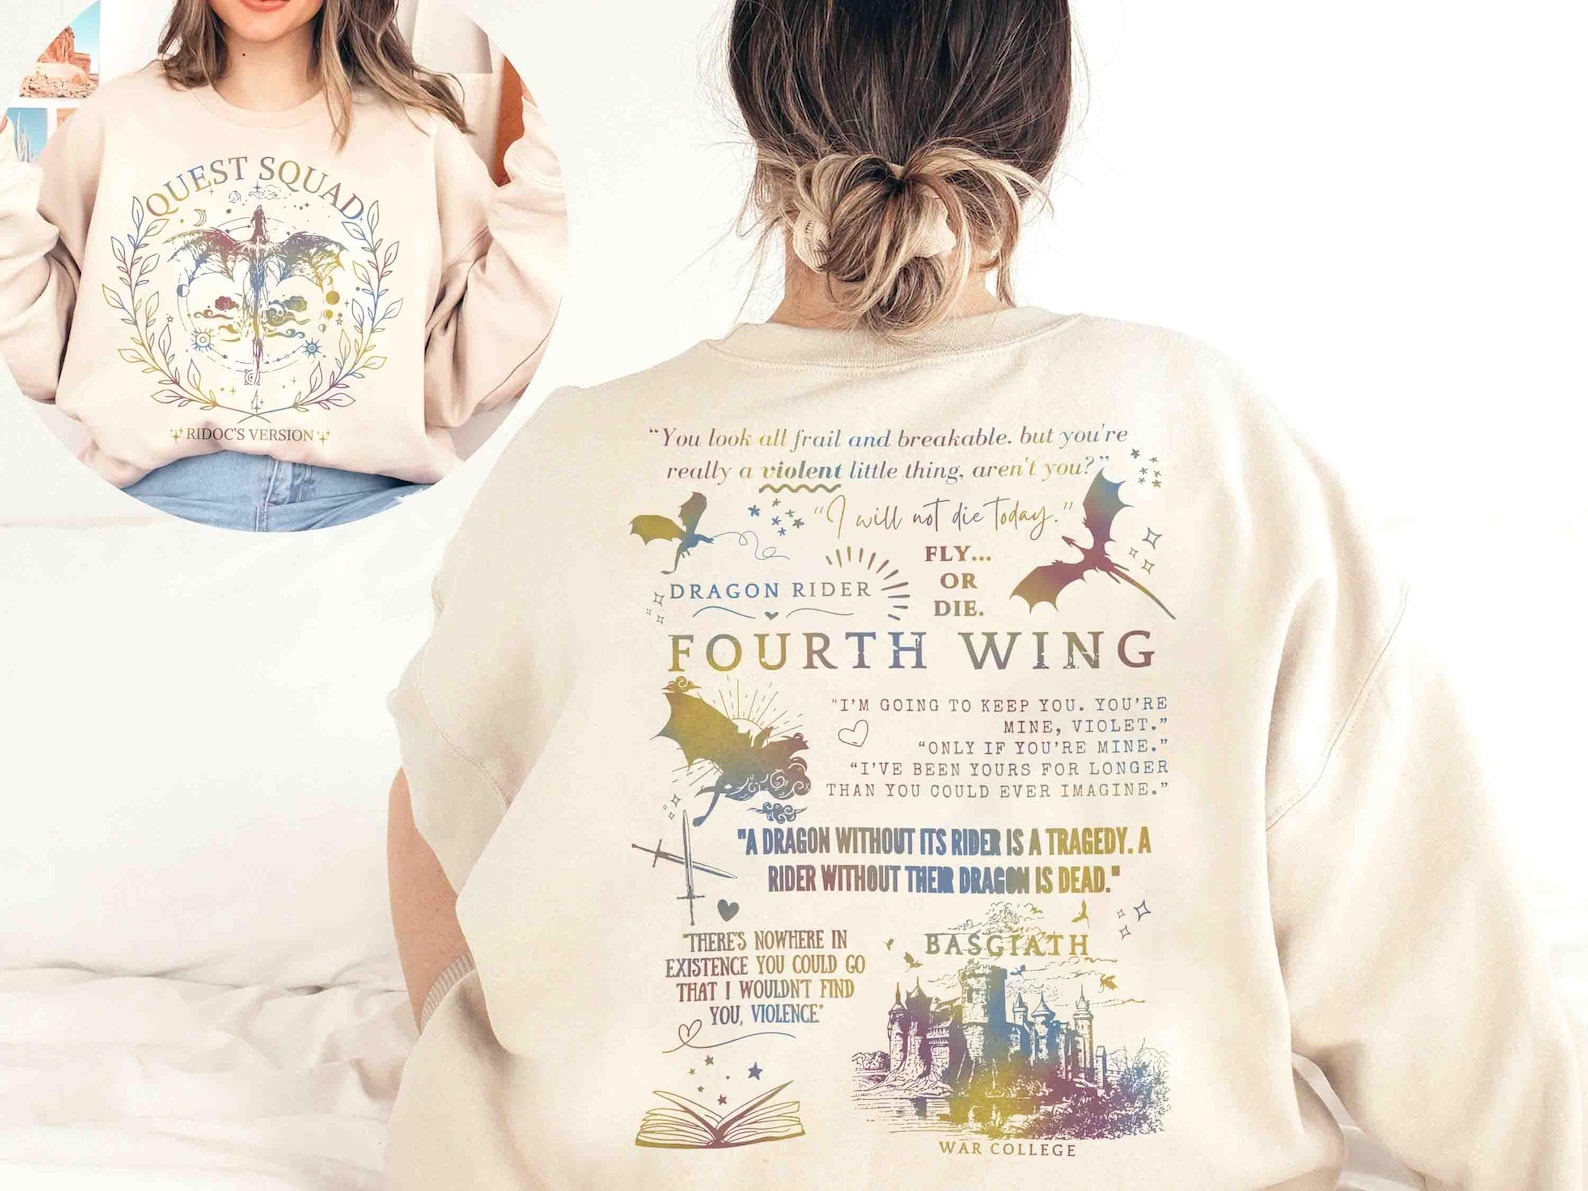 QUEST SQUAD
RIDOC'S VERSION
"You look all frail and breakable, but you're
really a violent little thing, aren't you?"
"I will not die today."
FLY...
OR
DIE.
DRAGON RIDER
FOURTH WING
"I'M GOING TO KEEP YOU. YOU'RE
MINE, VIOLET."
"ONLY IF YOU'RE MINE."
"I'VE BEEN YOURS FOR LONGER
THAN YOU COULD EVER IMAGINE."
"A DRAGON WITHOUT ITS RIDER IS A TRAGEDY. A
RIDER WITHOUT THEIR DRAGON IS DEAD."
"THERE'S NOWHERE IN
EXISTENCE YOU COULD GO
THAT I WOULDN'T FIND
YOU, VIOLENCE."
BASGIATH
WAR COLLEGE